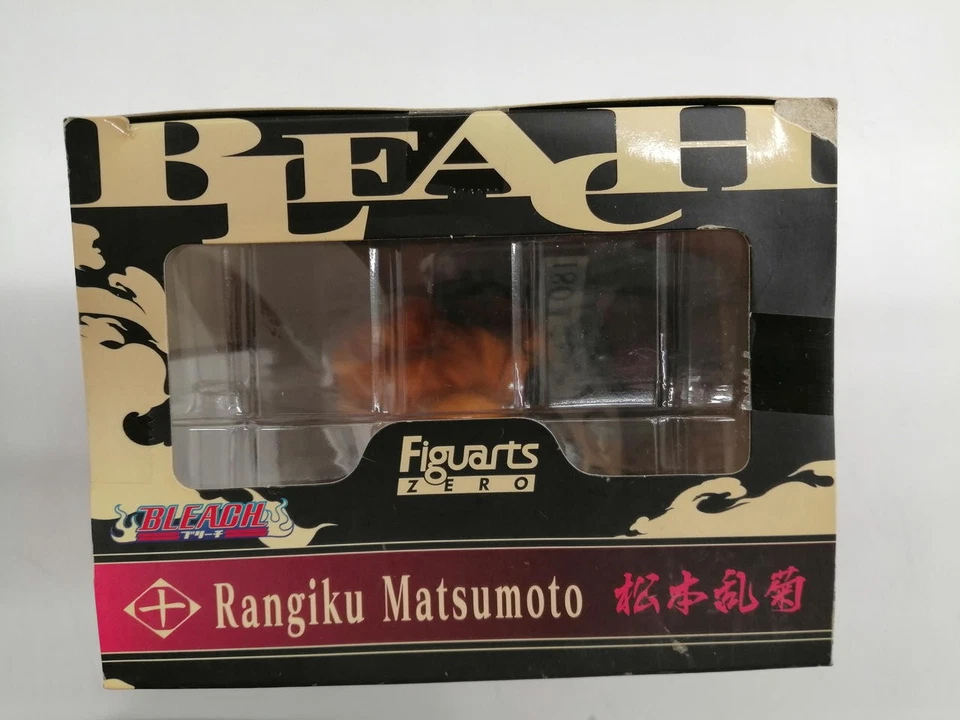 BLEACH
Figuarts
ZERO
BLEACH
ブリーチ
十 Rangiku Matsumoto 松本乱菊